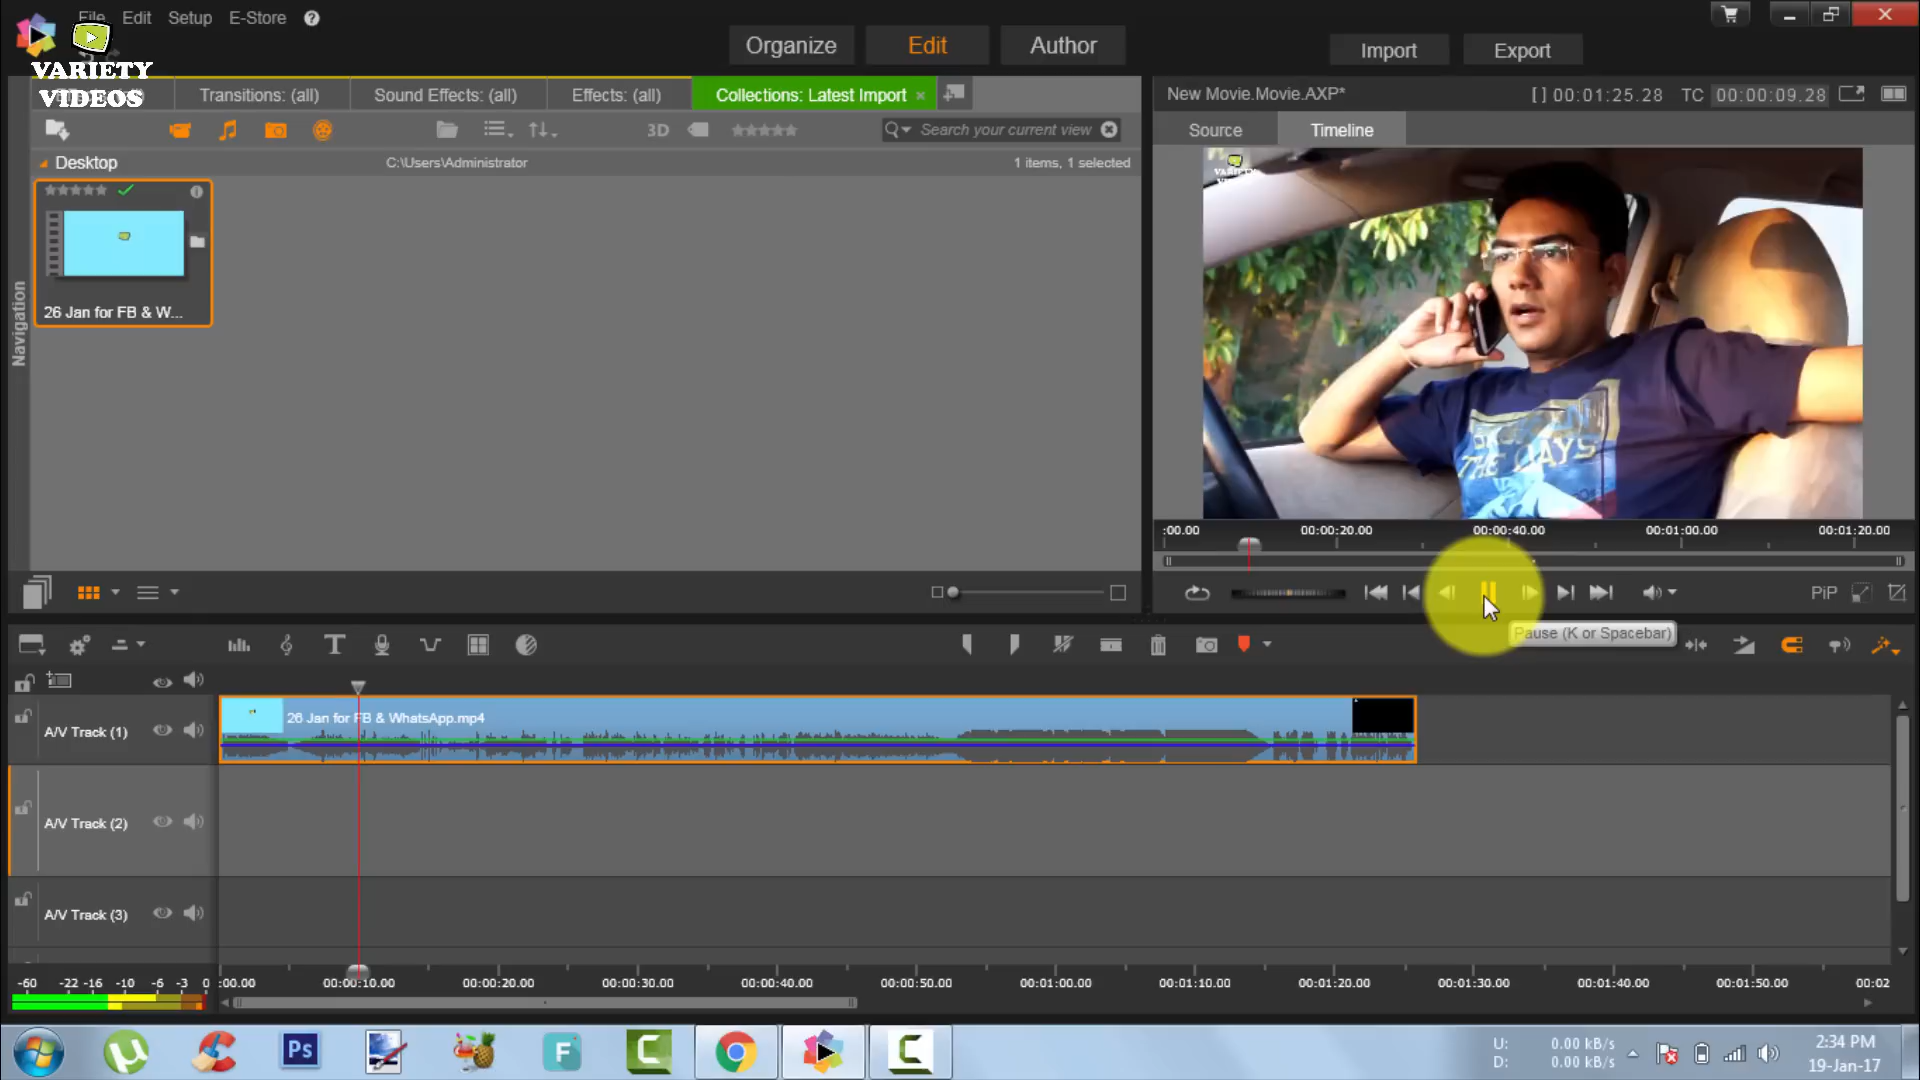 File Edit Setup E-Store ?
VARIETY
VIDEOS
Organize Edit Author
Import Export
Transitions: (all) Sound Effects: (all) Effects: (all) Collections: Latest Import ×
New Movie.Movie.AXP* [ ] 00:01:25.28 TC 00:00:09.28
3D Search your current view
Source Timeline
Desktop C:\Users\Administrator 1 items, 1 selected
26 Jan for FB & W...
Navigation
THE DAYS
:00.00 00:00:20.00 00:00:40.00 00:01:00.00 00:01:20.00
PiP
Pause (K or Spacebar)
A/V Track (1) 26 Jan for FB & WhatsApp.mp4
A/V Track (2)
A/V Track (3)
-60 -22 -16 -10 -6 -3 0 :00.00 00:00:10.00 00:00:20.00 00:00:30.00 00:00:40.00 00:00:50.00 00:01:00.00 00:01:10.00 00:01:20.00 00:01:30.00 00:01:40.00 00:01:50.00 00:02
Ps F C C
U: 0.00 kB/s
D: 0.00 kB/s
2:34 PM
19-Jan-17